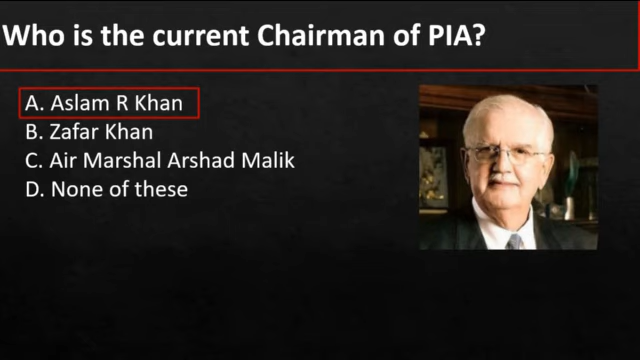 Who is the current Chairman of PIA?
A. Aslam R Khan
B. Zafar Khan
C. Air Marshal Arshad Malik
D. None of these